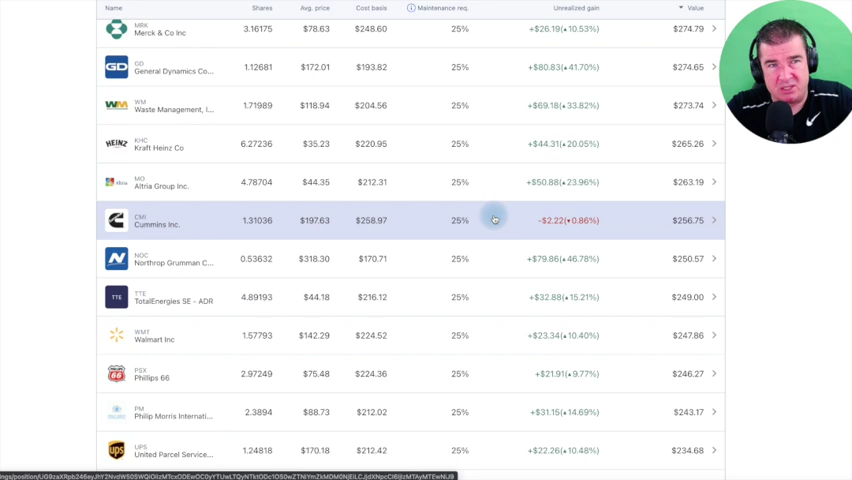 Name Shares Avg. price Cost basis Maintenance req. Unrealized gain Value
MRK
Merck & Co Inc 3.16175 $78.63 $248.60 25% +$26.19(▲10.53%) $274.79
GD
GD
General Dynamics Co... 1.12681 $172.01 $193.82 25% +$80.83(▲41.70%) $274.65
WM
WM
Waste Management, I... 1.71989 $118.94 $204.56 25% +$69.18(▲33.82%) $273.74
HEINZ
KHC
Kraft Heinz Co 6.27236 $35.23 $220.95 25% +$44.31(▲20.05%) $265.26
Altria
MO
Altria Group Inc. 4.78704 $44.35 $212.31 25% +$50.88(▲23.96%) $263.19
CMI
Cummins Inc. 1.31036 $197.63 $258.97 25% -$2.22(▼0.86%) $256.75
N
NOC
Northrop Grumman C... 0.53632 $318.30 $170.71 25% +$79.86(▲46.78%) $250.57
TTE
TTE
TotalEnergies SE - ADR 4.89193 $44.18 $216.12 25% +$32.88(▲15.21%) $249.00
WMT
Walmart Inc 1.57793 $142.29 $224.52 25% +$23.34(▲10.40%) $247.86
PHILLIPS
66
PSX
Phillips 66 2.97249 $75.48 $224.36 25% +$21.91(▲9.77%) $246.27
PM
Philip Morris Internati... 2.3894 $88.73 $212.02 25% +$31.15(▲14.69%) $243.17
ups
UPS
United Parcel Service... 1.24818 $170.18 $212.42 25% +$22.26(▲10.48%) $234.68